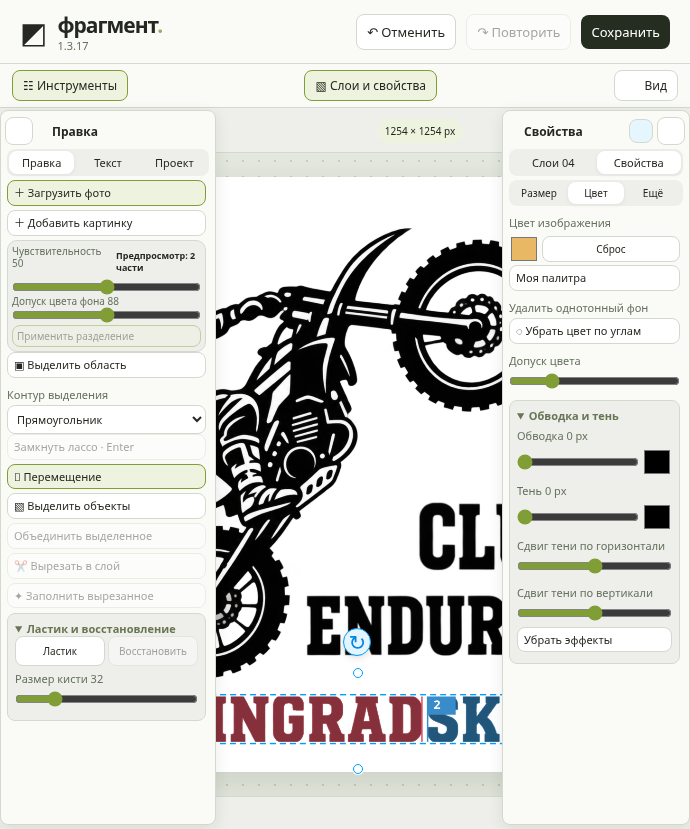 фрагмент.
1.3.17
↶ Отменить
↷ Повторить
Сохранить
☷ Инструменты
▧ Слои и свойства
Вид
Правка
Правка Текст Проект
+ Загрузить фото
+ Добавить картинку
Чувствительность 50
Предпросмотр: 2 части
Допуск цвета фона 88
Применить разделение
▣ Выделить область
Контур выделения
Прямоугольник
Замкнуть лассо · Enter
Перемещение
▧ Выделить объекты
Объединить выделенное
✂ Вырезать в слой
✦ Заполнить вырезанное
▼ Ластик и восстановление
Ластик Восстановить
Размер кисти 32
1254 × 1254 px
CLU
ENDUR
INGRAD SK
2
Свойства
Слои 04 Свойства
Размер Цвет Ещё
Цвет изображения
Сброс
Моя палитра
Удалить однотонный фон
○ Убрать цвет по углам
Допуск цвета
▼ Обводка и тень
Обводка 0 px
Тень 0 px
Сдвиг тени по горизонтали
Сдвиг тени по вертикали
Убрать эффекты